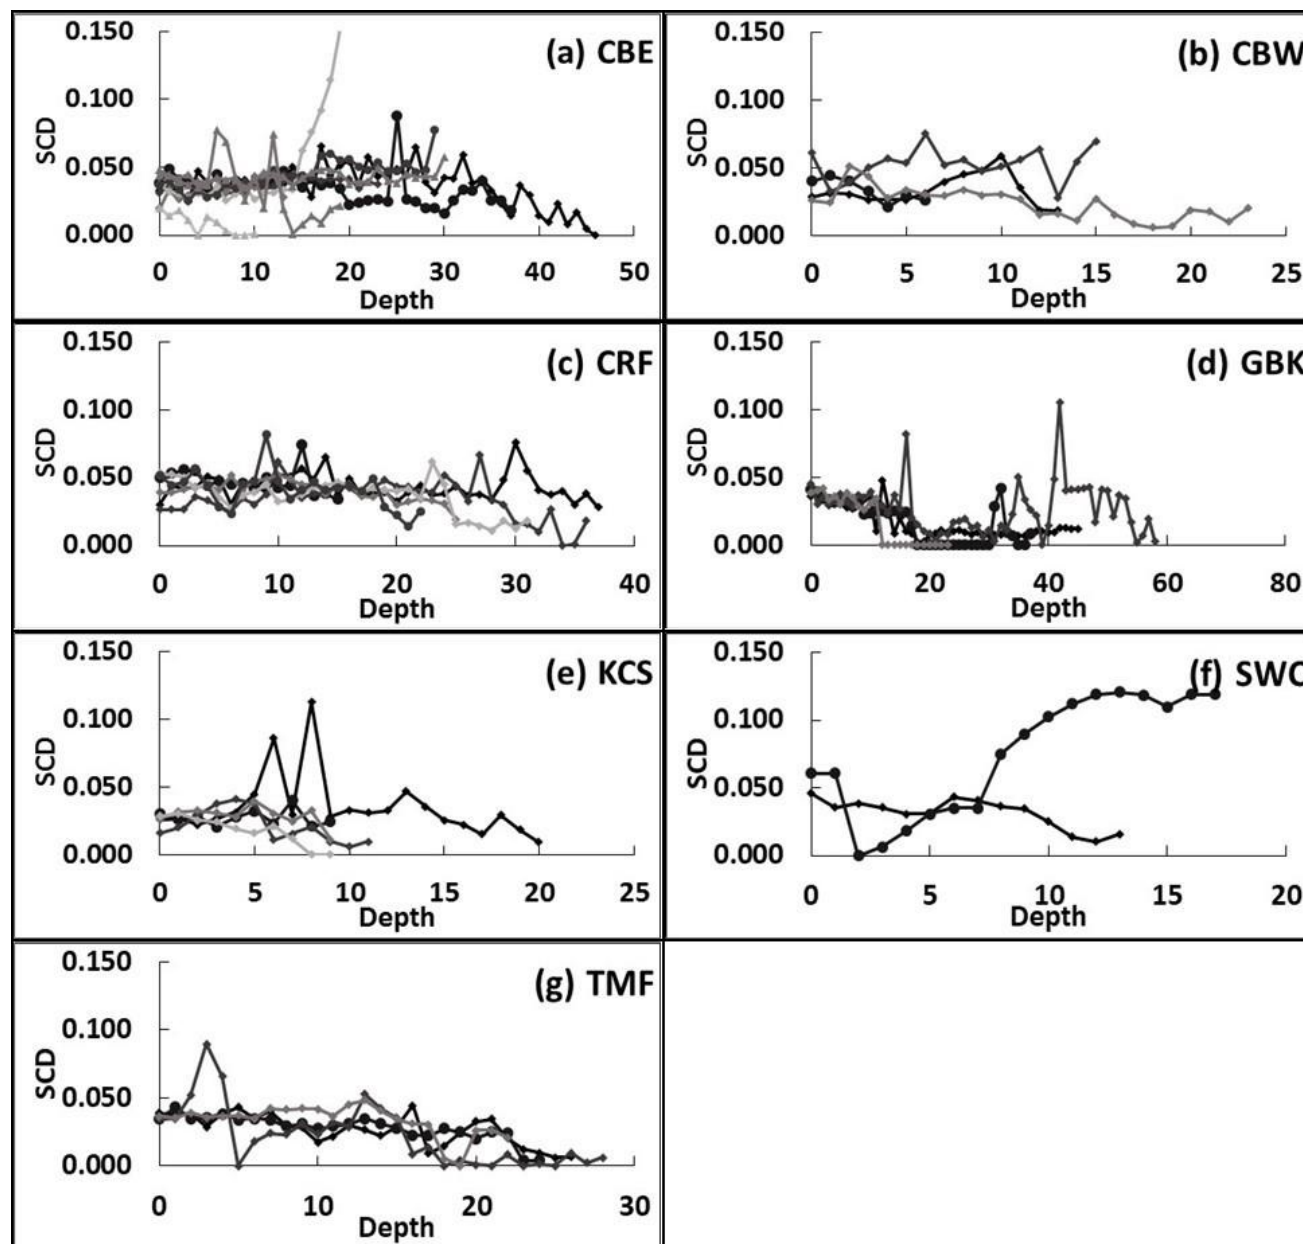 (a) CBE
0.150
0.100
0.050
0.000
SCD
0 10 20 30 40 50
Depth
(b) CBW
0.150
0.100
0.050
0.000
SCD
0 5 10 15 20 25
Depth
(c) CRF
0.150
0.100
0.050
0.000
SCD
0 10 20 30 40
Depth
(d) GBK
0.150
0.100
0.050
0.000
SCD
0 20 40 60 80
Depth
(e) KCS
0.150
0.100
0.050
0.000
SCD
0 5 10 15 20 25
Depth
(f) SWC
0.150
0.100
0.050
0.000
SCD
0 5 10 15 20
Depth
(g) TMF
0.150
0.100
0.050
0.000
SCD
0 10 20 30
Depth